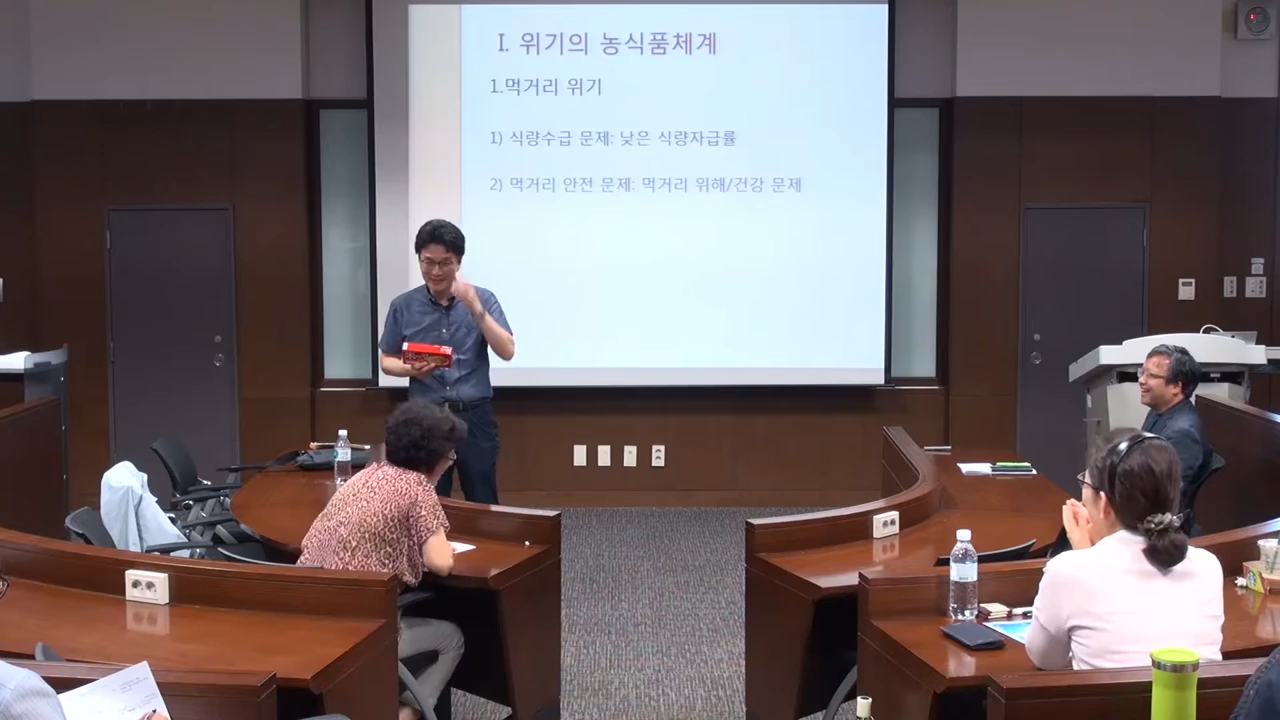 I. 위기의 농식품체계
1.먹거리 위기
1) 식량수급 문제: 낮은 식량자급률
2) 먹거리 안전 문제: 먹거리 위해/건강 문제